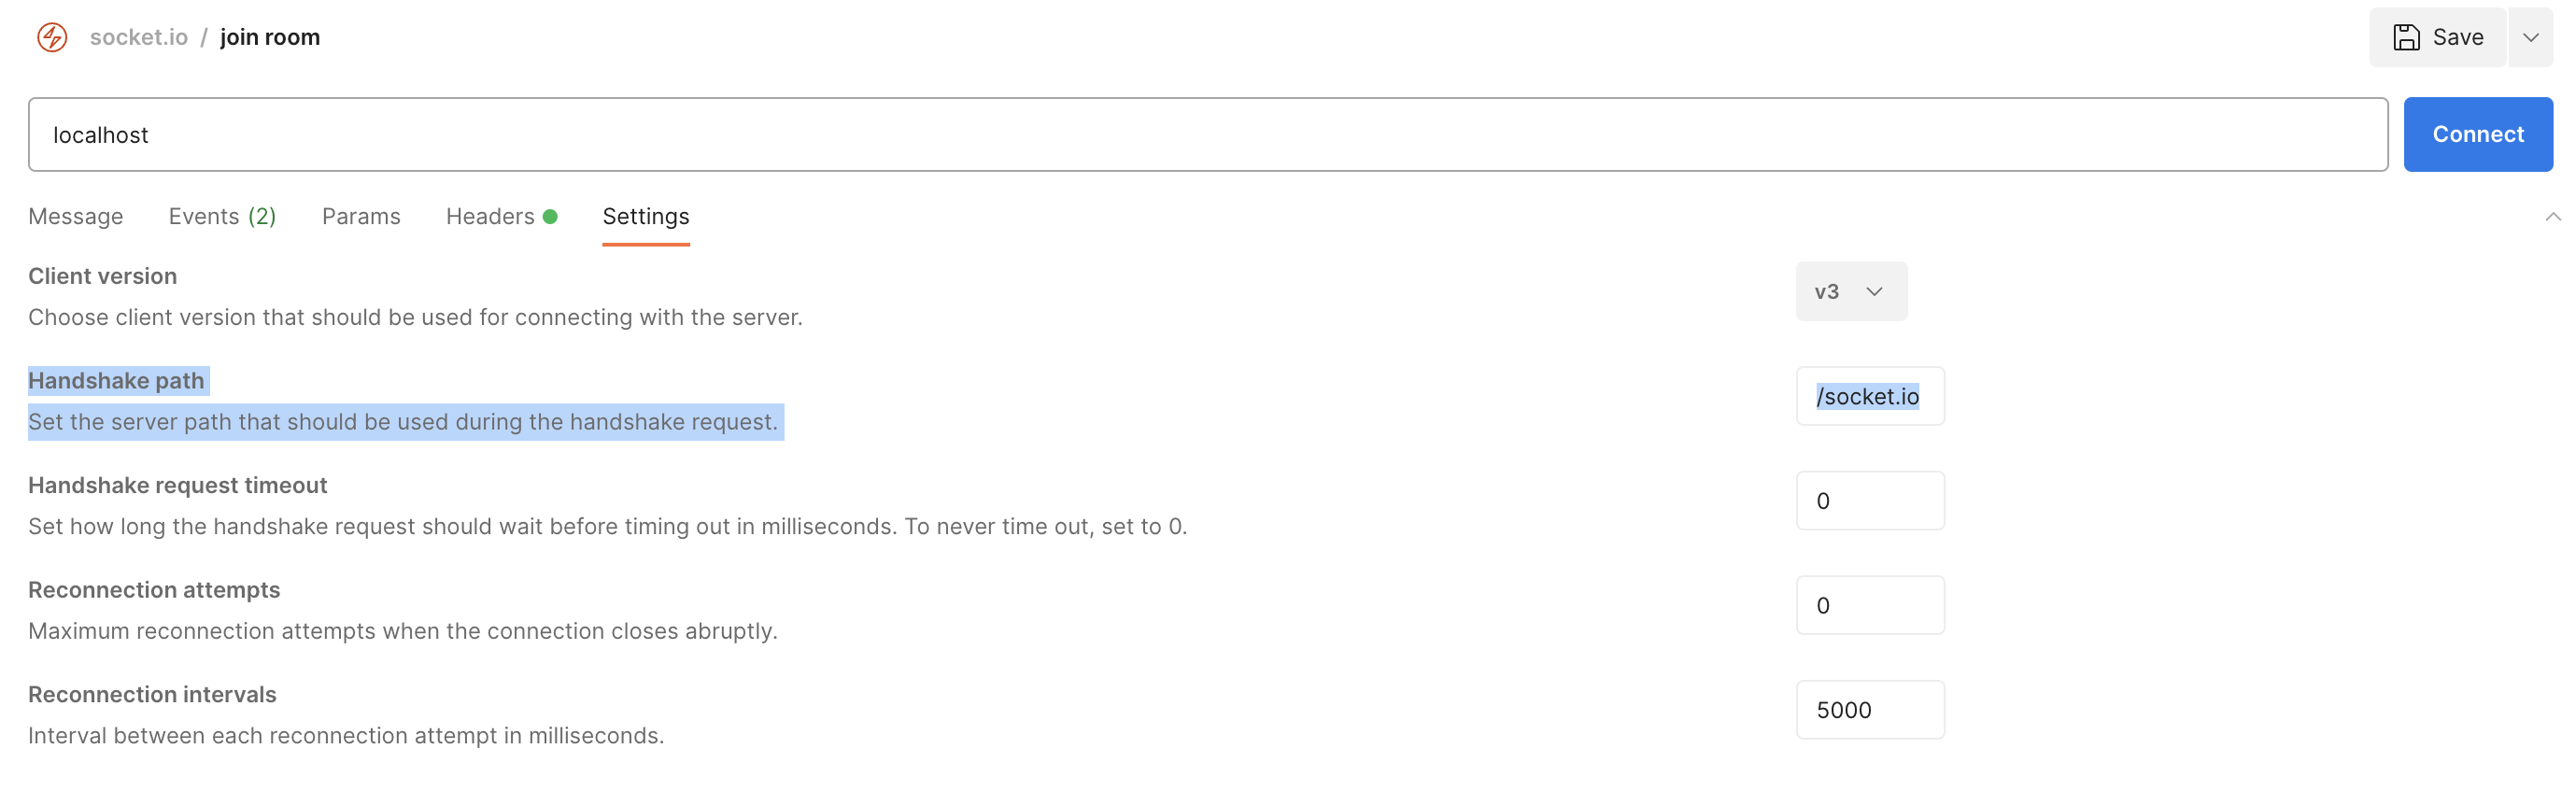 socket.io / join room
Save
localhost
Connect
Message Events (2) Params Headers Settings
Client version
v3
Choose client version that should be used for connecting with the server.
Handshake path
/socket.io
Set the server path that should be used during the handshake request.
Handshake request timeout
0
Set how long the handshake request should wait before timing out in milliseconds. To never time out, set to 0.
Reconnection attempts
0
Maximum reconnection attempts when the connection closes abruptly.
Reconnection intervals
5000
Interval between each reconnection attempt in milliseconds.